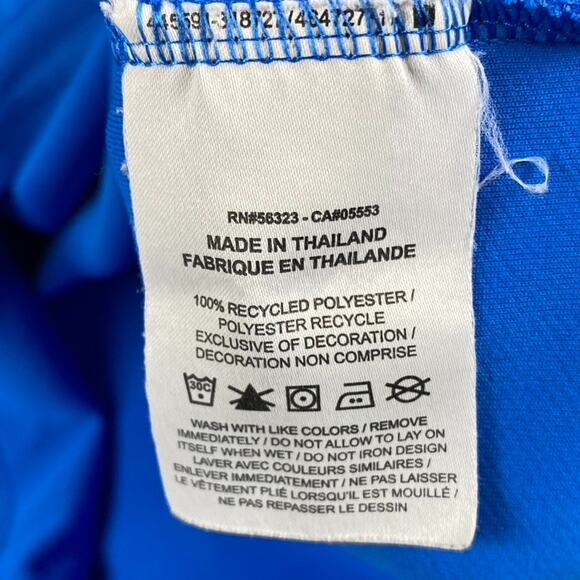 RN#56323 - CA#05553
MADE IN THAILAND
FABRIQUE EN THAILANDE
100% RECYCLED POLYESTER /
POLYESTER RECYCLE
EXCLUSIVE OF DECORATION /
DECORATION NON COMPRISE
30C
WASH WITH LIKE COLORS / REMOVE
IMMEDIATELY / DO NOT ALLOW TO LAY ON
ITSELF WHEN WET / DO NOT IRON DESIGN
LAVER AVEC COULEURS SIMILAIRES /
ENLEVER IMMEDIATEMENT / NE PAS LAISSER
LE VÊTEMENT PLIÉ LORSQU'IL EST MOUILLÉ /
NE PAS REPASSER LE DESSIN